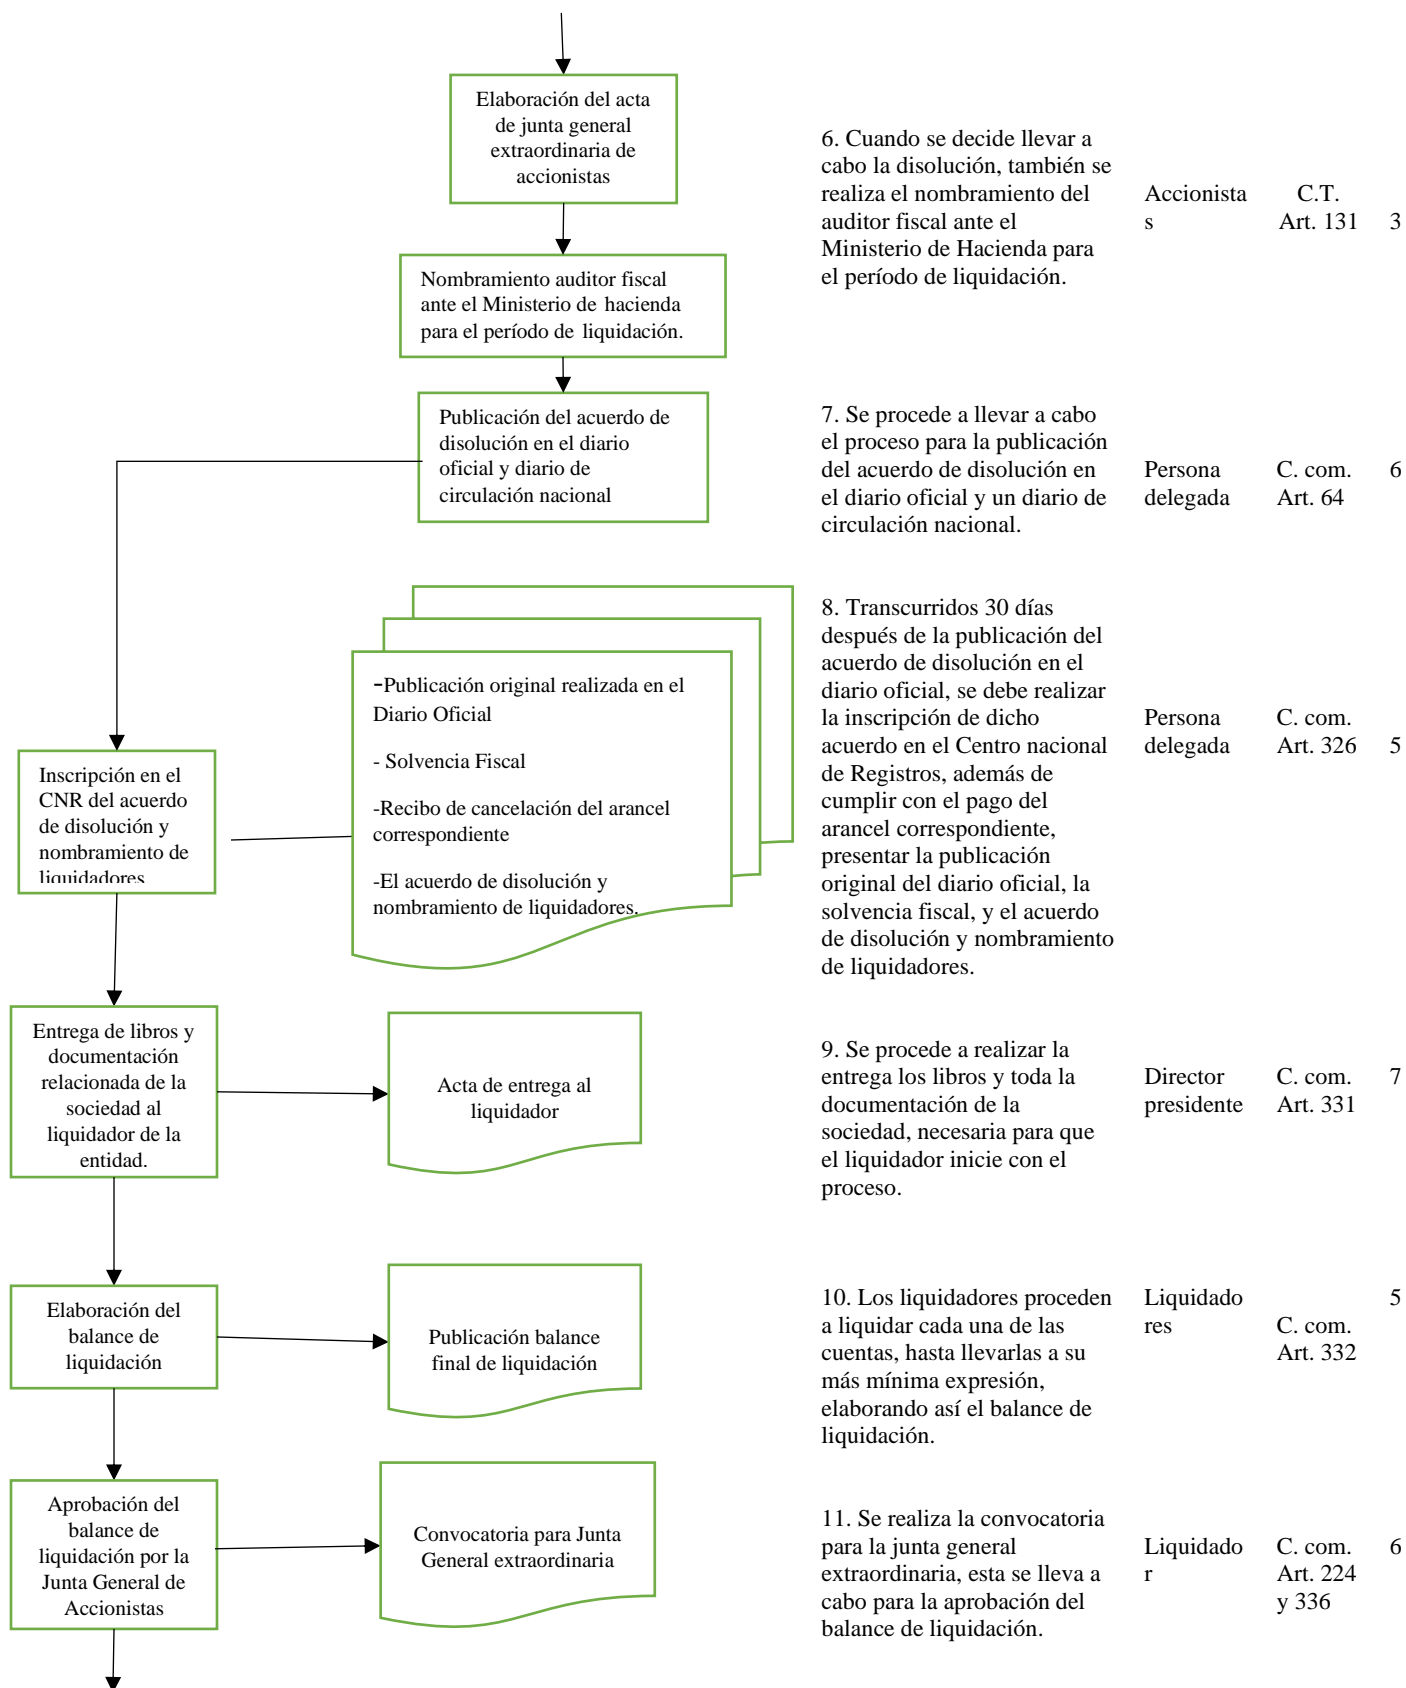 Elaboración del acta
de junta general
extraordinaria de
accionistas
6. Cuando se decide llevar a
cabo la disolución, también se
realiza el nombramiento del
auditor fiscal ante el
Ministerio de Hacienda para
el período de liquidación.
Accionista
s
C.T.
Art. 131
3
Nombramiento auditor fiscal
ante el Ministerio de hacienda
para el período de liquidación.
Publicación del acuerdo de
disolución en el diario
oficial y diario de
circulación nacional
7. Se procede a llevar a cabo
el proceso para la publicación
del acuerdo de disolución en
el diario oficial y un diario de
circulación nacional.
Persona
delegada
C. com.
Art. 64
6
Inscripción en el
CNR del acuerdo
de disolución y
nombramiento de
liquidadores
-Publicación original realizada en el
Diario Oficial
- Solvencia Fiscal
-Recibo de cancelación del arancel
correspondiente
-El acuerdo de disolución y
nombramiento de liquidadores.
8. Transcurridos 30 días
después de la publicación del
acuerdo de disolución en el
diario oficial, se debe realizar
la inscripción de dicho
acuerdo en el Centro nacional
de Registros, además de
cumplir con el pago del
arancel correspondiente,
presentar la publicación
original del diario oficial, la
solvencia fiscal, y el acuerdo
de disolución y nombramiento
de liquidadores.
Persona
delegada
C. com.
Art. 326
5
Entrega de libros y
documentación
relacionada de la
sociedad al
liquidador de la
entidad.
Acta de entrega al
liquidador
9. Se procede a realizar la
entrega los libros y toda la
documentación de la
sociedad, necesaria para que
el liquidador inicie con el
proceso.
Director
presidente
C. com.
Art. 331
7
Elaboración del
balance de
liquidación
Publicación balance
final de liquidación
10. Los liquidadores proceden
a liquidar cada una de las
cuentas, hasta llevarlas a su
más mínima expresión,
elaborando así el balance de
liquidación.
Liquidado
res
C. com.
Art. 332
5
Aprobación del
balance de
liquidación por la
Junta General de
Accionistas
Convocatoria para Junta
General extraordinaria
11. Se realiza la convocatoria
para la junta general
extraordinaria, esta se lleva a
cabo para la aprobación del
balance de liquidación.
Liquidado
r
C. com.
Art. 224
y 336
6